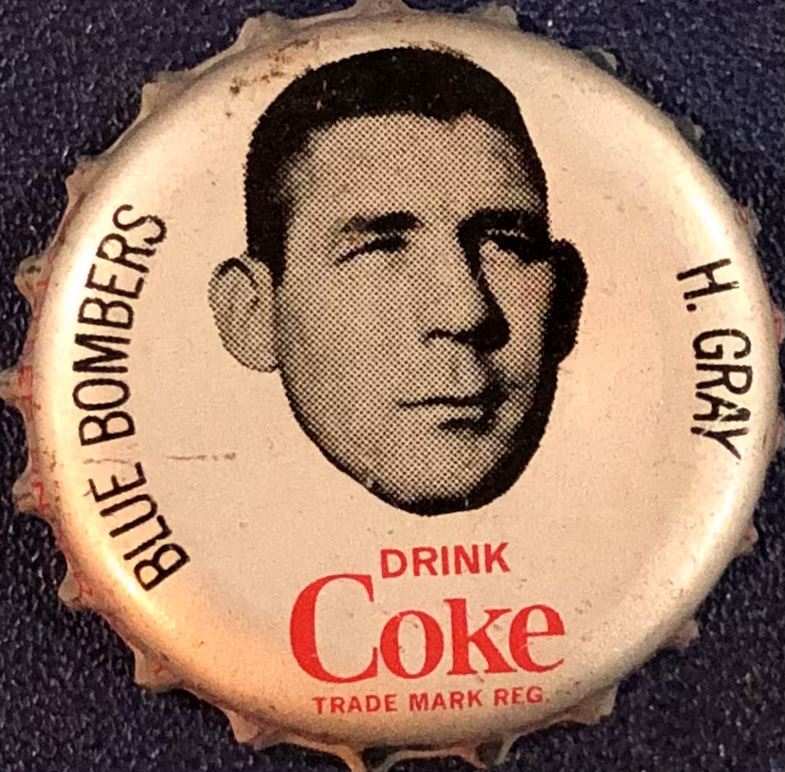 BLUE BOMBERS
H. GRAY
DRINK
Coke
TRADE MARK REG.